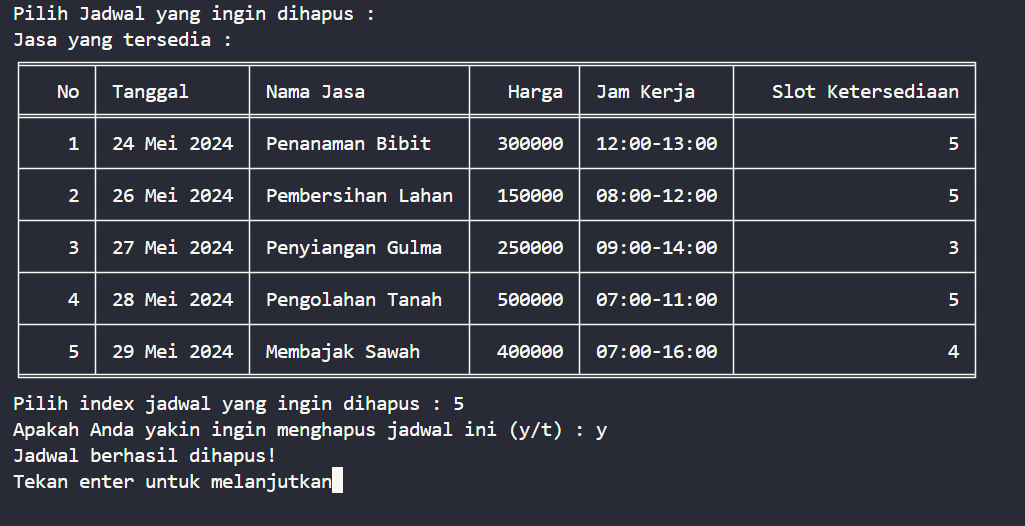 Pilih Jadwal yang ingin dihapus :
Jasa yang tersedia :
No Tanggal Nama Jasa Harga Jam Kerja Slot Ketersediaan
1 24 Mei 2024 Penanaman Bibit 300000 12:00-13:00 5
2 26 Mei 2024 Pembersihan Lahan 150000 08:00-12:00 5
3 27 Mei 2024 Penyiangan Gulma 250000 09:00-14:00 3
4 28 Mei 2024 Pengolahan Tanah 500000 07:00-11:00 5
5 29 Mei 2024 Membajak Sawah 400000 07:00-16:00 4
Pilih index jadwal yang ingin dihapus : 5
Apakah Anda yakin ingin menghapus jadwal ini (y/t) : y
Jadwal berhasil dihapus!
Tekan enter untuk melanjutkan